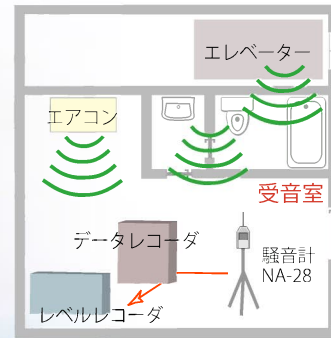 エレベーター
エアコン
受音室
データレコーダ
騒音計
NA-28
レベルレコーダ